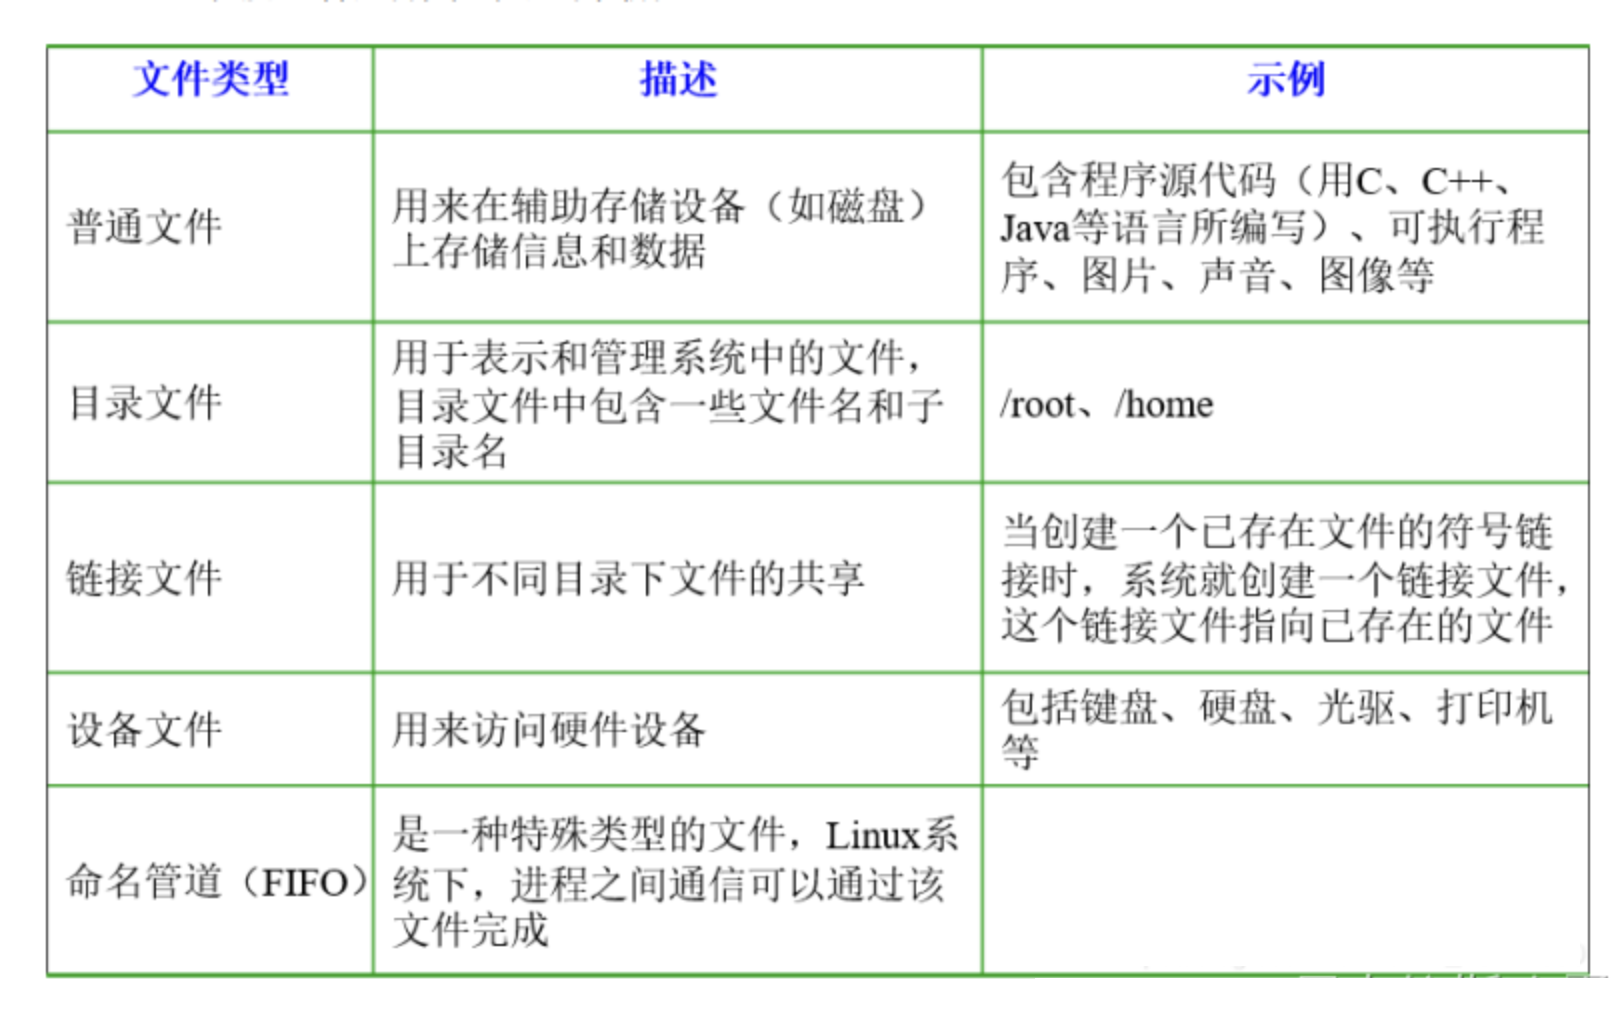 文件类型
描述
示例
普通文件
用来在辅助存储设备（如磁盘）
上存储信息和数据
包含程序源代码（用C、C++、
Java等语言所编写）、可执行程
序、图片、声音、图像等
目录文件
用于表示和管理系统中的文件，
目录文件中包含一些文件名和子
目录名
/root、/home
链接文件
用于不同目录下文件的共享
当创建一个已存在文件的符号链
接时，系统就创建一个链接文件，
这个链接文件指向已存在的文件
设备文件
用来访问硬件设备
包括键盘、硬盘、光驱、打印机
等
命名管道（FIFO）
是一种特殊类型的文件，Linux系
统下，进程之间通信可以通过该
文件完成